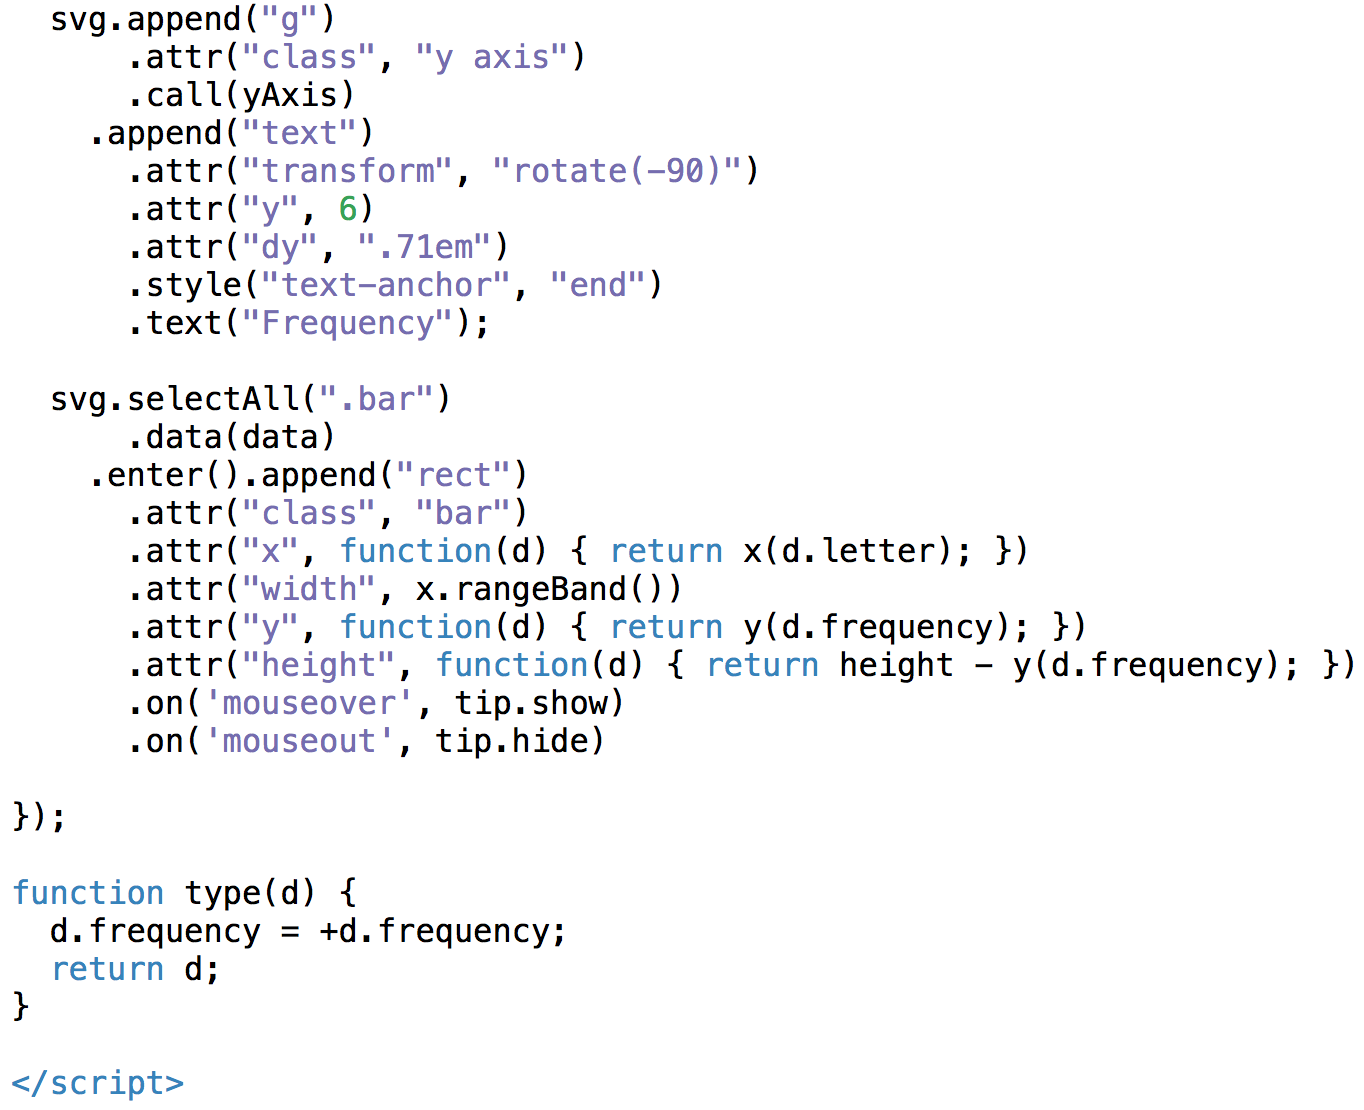 svg.append("g")
      .attr("class", "y axis")
      .call(yAxis)
    .append("text")
      .attr("transform", "rotate(-90)")
      .attr("y", 6)
      .attr("dy", ".71em")
      .style("text-anchor", "end")
      .text("Frequency");

  svg.selectAll(".bar")
      .data(data)
    .enter().append("rect")
      .attr("class", "bar")
      .attr("x", function(d) { return x(d.letter); })
      .attr("width", x.rangeBand())
      .attr("y", function(d) { return y(d.frequency); })
      .attr("height", function(d) { return height - y(d.frequency); })
      .on('mouseover', tip.show)
      .on('mouseout', tip.hide)

});

function type(d) {
  d.frequency = +d.frequency;
  return d;
}

</script>